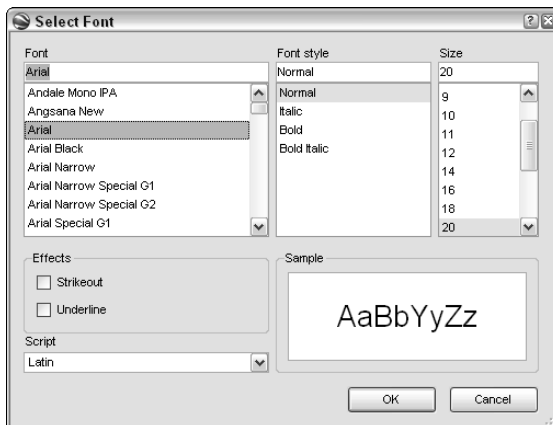 Select Font
Font
Font style
Size
Arial
Normal
20
Andale Mono IPA
Angsana New
Arial
Arial Black
Arial Narrow
Arial Narrow Special G1
Arial Narrow Special G2
Arial Special G1
Normal
Italic
Bold
Bold Italic
9
10
11
12
14
16
18
20
Effects
Strikeout
Underline
Script
Latin
Sample
AaBbYyZz
OK
Cancel